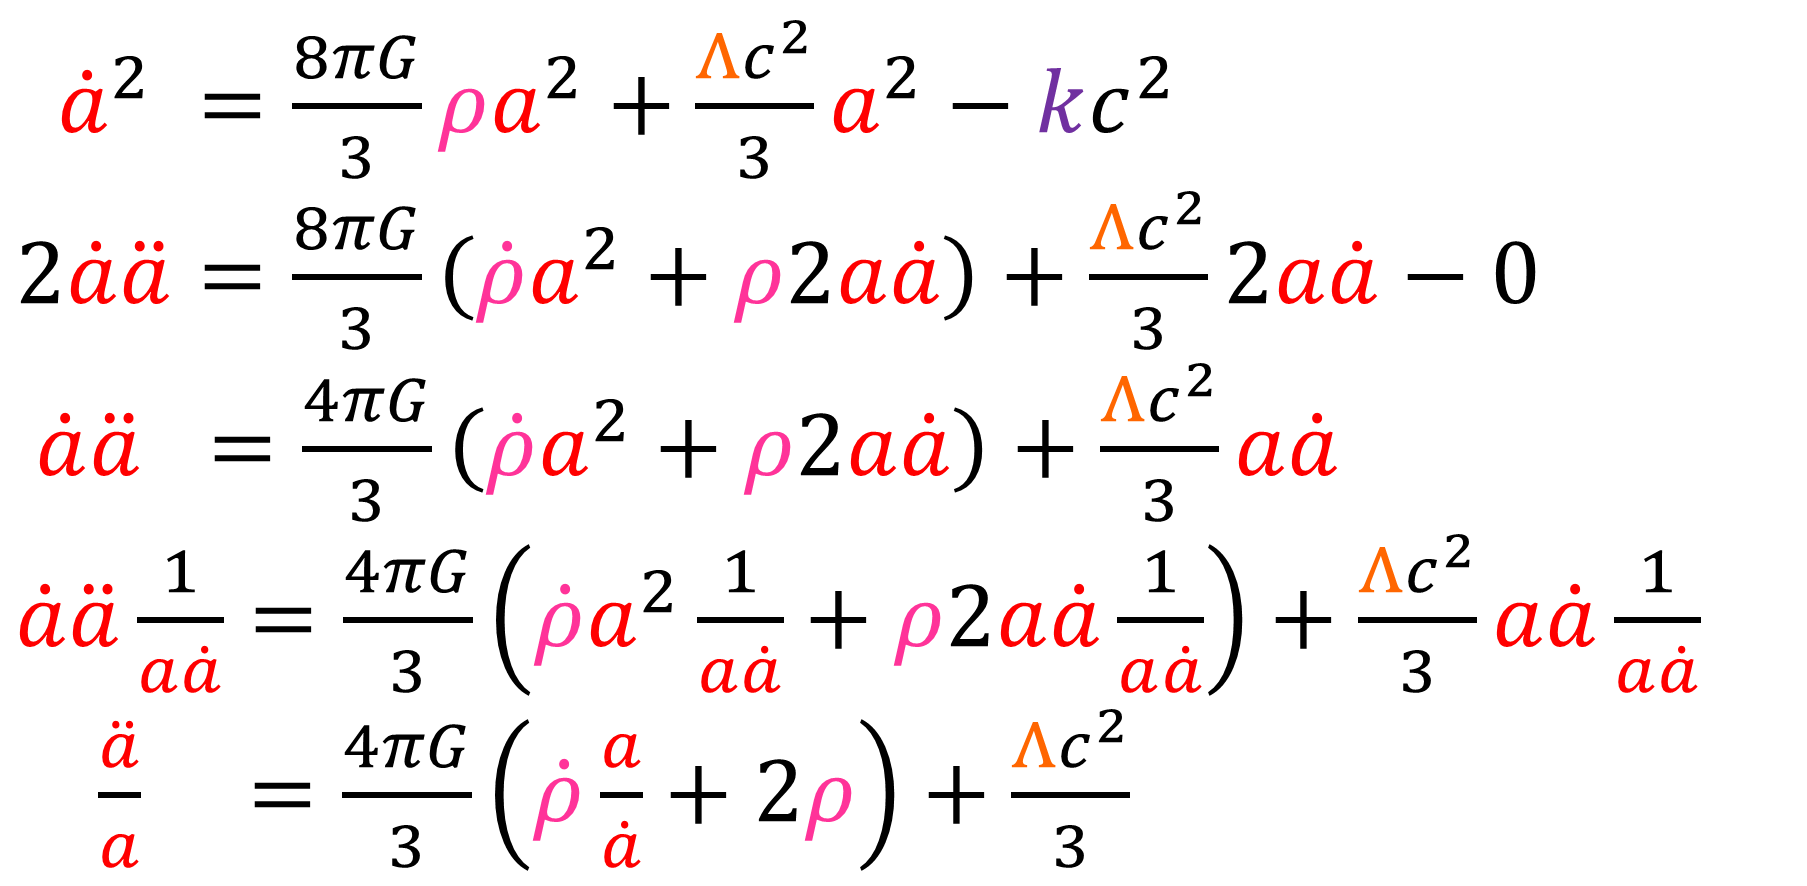 ȧ² = 8πG/3 ρa² + Λc²/3 a² − kc²
2ȧä = 8πG/3 (ρ̇a² + ρ2aȧ) + Λc²/3 2aȧ − 0
ȧä = 4πG/3 (ρ̇a² + ρ2aȧ) + Λc²/3 aȧ
ȧä 1/aȧ = 4πG/3 (ρ̇a² 1/aȧ + ρ2aȧ 1/aȧ) + Λc²/3 aȧ 1/aȧ
ä/a = 4πG/3 (ρ̇ a/ȧ + 2ρ) + Λc²/3